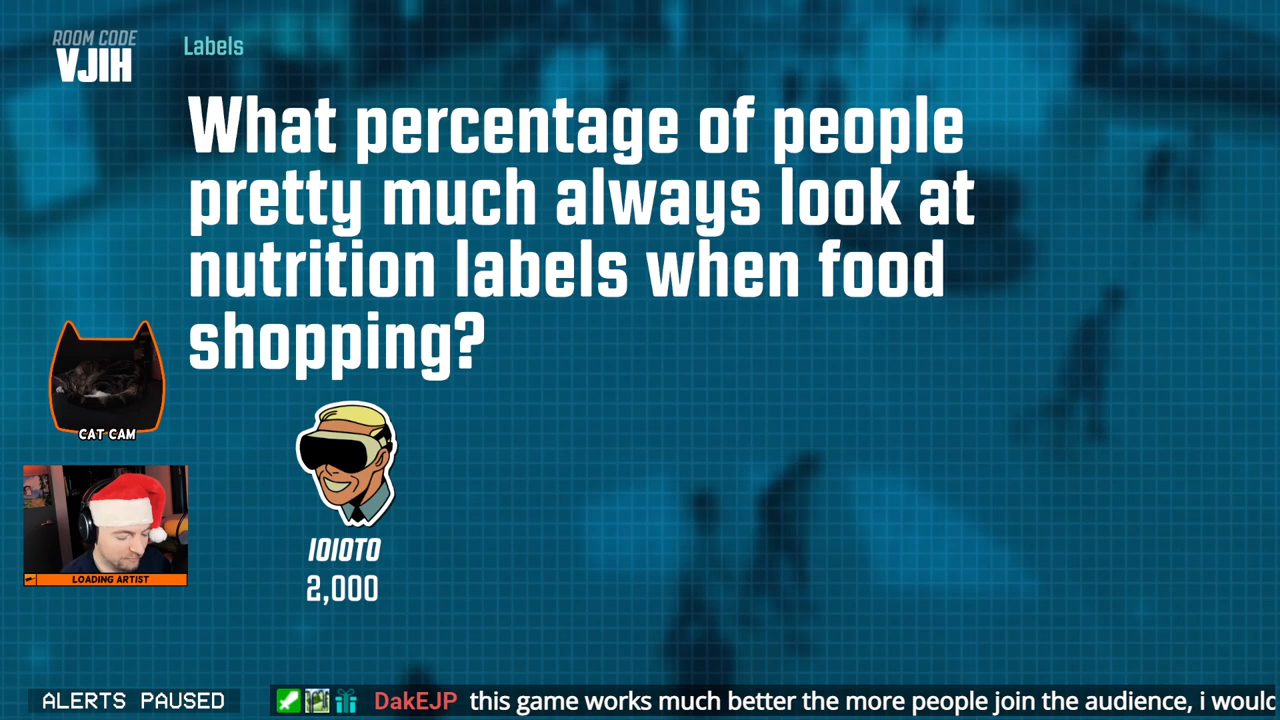 ROOM CODE
VJIH
Labels
What percentage of people
pretty much always look at
nutrition labels when food
shopping?
CAT CAM
LOADING ARTIST
IOIOTO
2,000
ALERTS PAUSED
DakEJP this game works much better the more people join the audience, i would